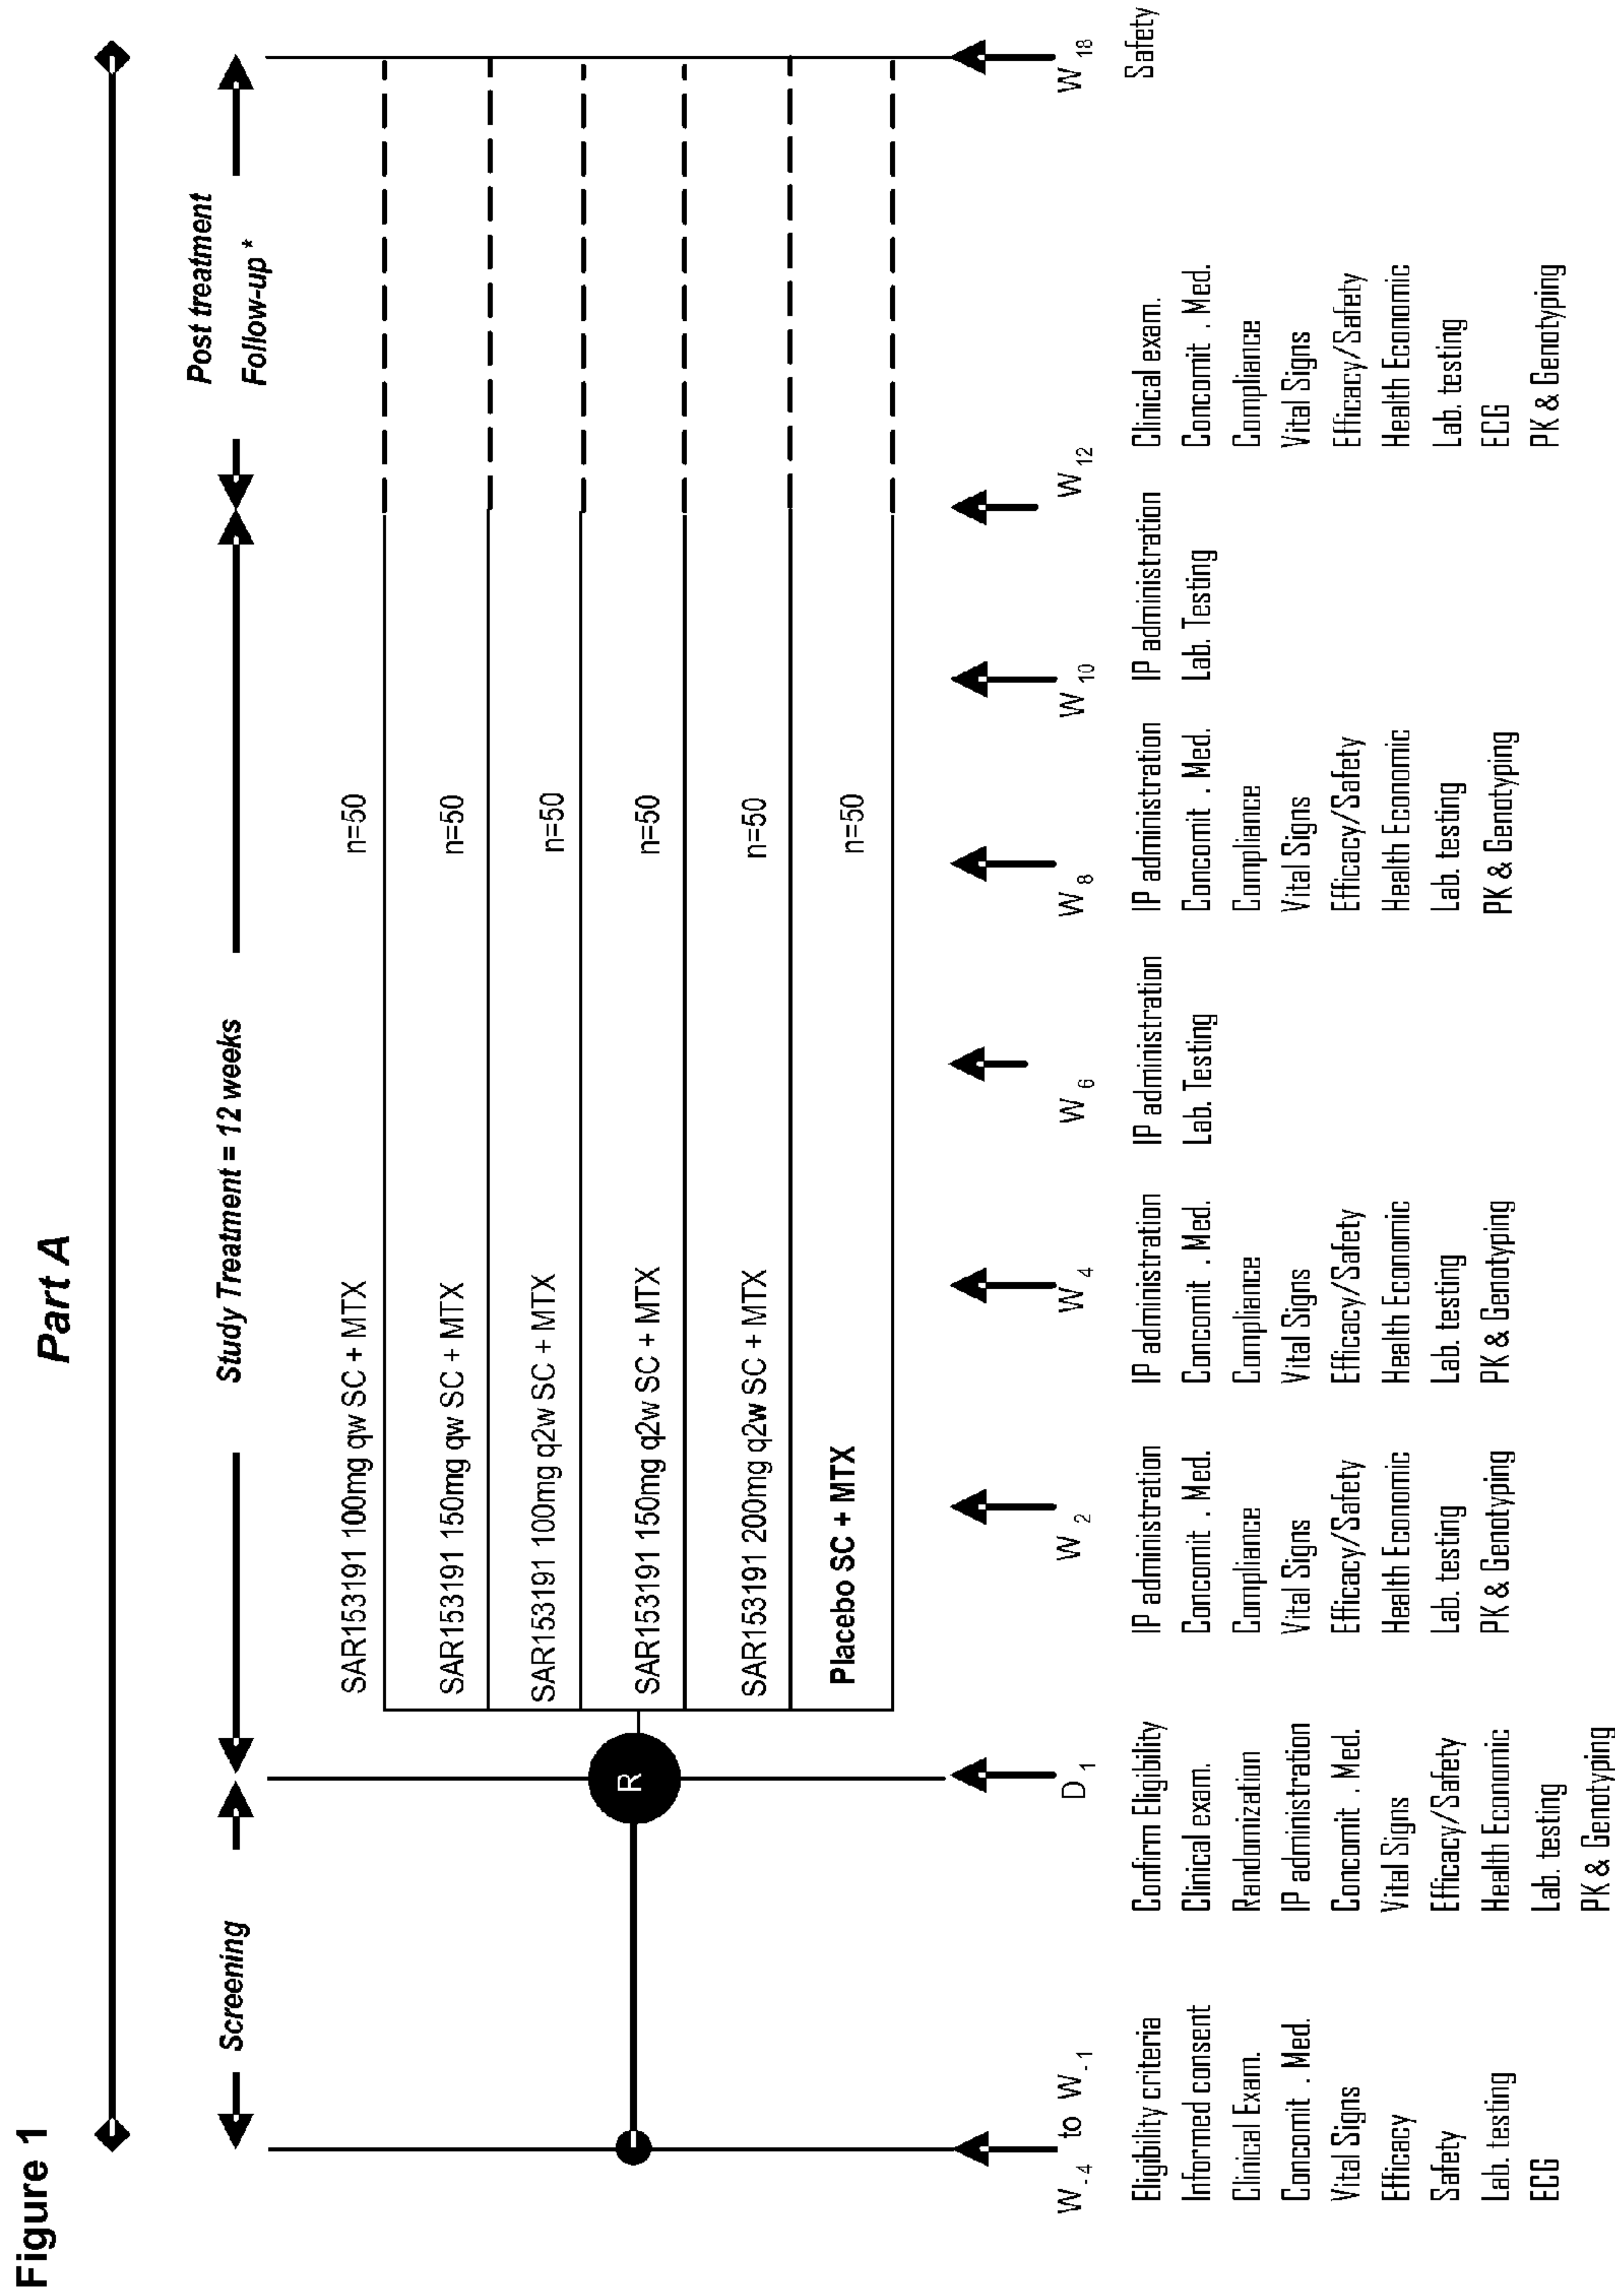 Figure 1
Part A
Screening
Study Treatment = 12 weeks
Post treatment
Follow-up *
SAR153191 100mg qw SC + MTX
n=50
SAR153191 150mg qw SC + MTX
n=50
SAR153191 100mg q2w SC + MTX
n=50
R
SAR153191 150mg q2w SC + MTX
n=50
SAR153191 200mg q2w SC + MTX
n=50
Placebo SC + MTX
n=50
W -4 to W -1
Eligibility criteria
Informed consent
Clinical Exam.
Concomit . Med.
Vital Signs
Efficacy
Safety
Lab. testing
ECG
D 1
Confirm Eligibility
Clinical exam.
Randomization
IP administration
Concomit . Med.
Vital Signs
Efficacy/Safety
Health Economic
Lab. testing
PK & Genotyping
W 2
IP administration
Concomit . Med.
Compliance
Vital Signs
Efficacy/Safety
Health Economic
Lab. testing
PK & Genotyping
W 4
IP administration
Concomit . Med.
Compliance
Vital Signs
Efficacy/Safety
Health Economic
Lab. testing
PK & Genotyping
W 6
IP administration
Lab. Testing
W 8
IP administration
Concomit . Med.
Compliance
Vital Signs
Efficacy/Safety
Health Economic
Lab. testing
PK & Genotyping
W 10
IP administration
Lab. Testing
W 12
Clinical exam.
Concomit . Med.
Compliance
Vital Signs
Efficacy/Safety
Health Economic
Lab. testing
ECG
PK & Genotyping
W 18
Safety